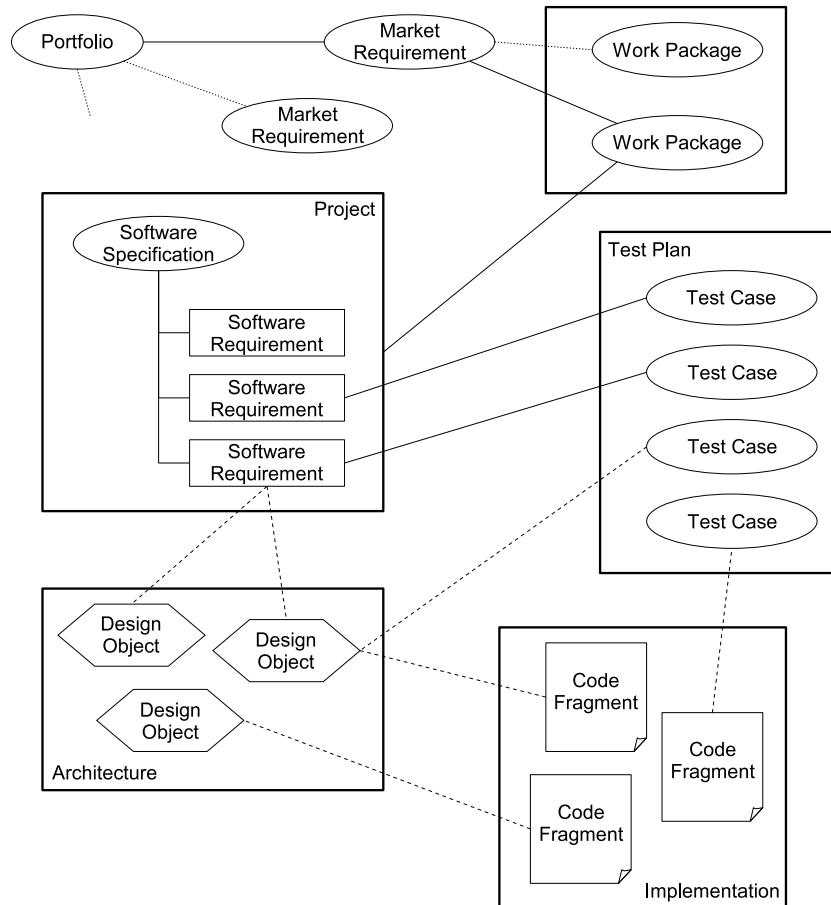 Portfolio
Market
Requirement
Work Package
Market
Requirement
Work Package
Project
Software
Specification
Software
Requirement
Software
Requirement
Software
Requirement
Test Plan
Test Case
Test Case
Test Case
Test Case
Design
Object
Design
Object
Design
Object
Architecture
Code
Fragment
Code
Fragment
Code
Fragment
Implementation